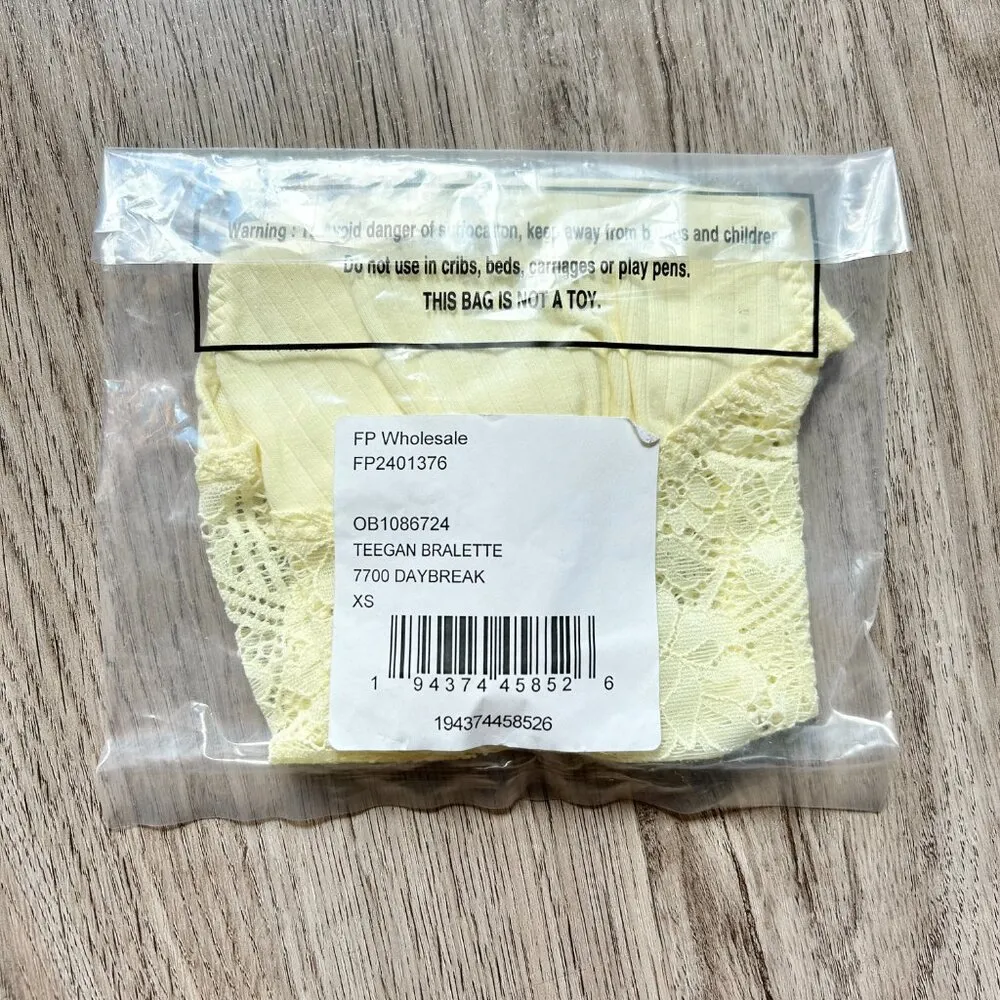 Warning : To avoid danger of suffocation, keep away from babies and children
Do not use in cribs, beds, carriages or play pens.
THIS BAG IS NOT A TOY.
FP Wholesale
FP2401376
OB1086724
TEEGAN BRALETTE
7700 DAYBREAK
XS
1 94374 45852 6
194374458526